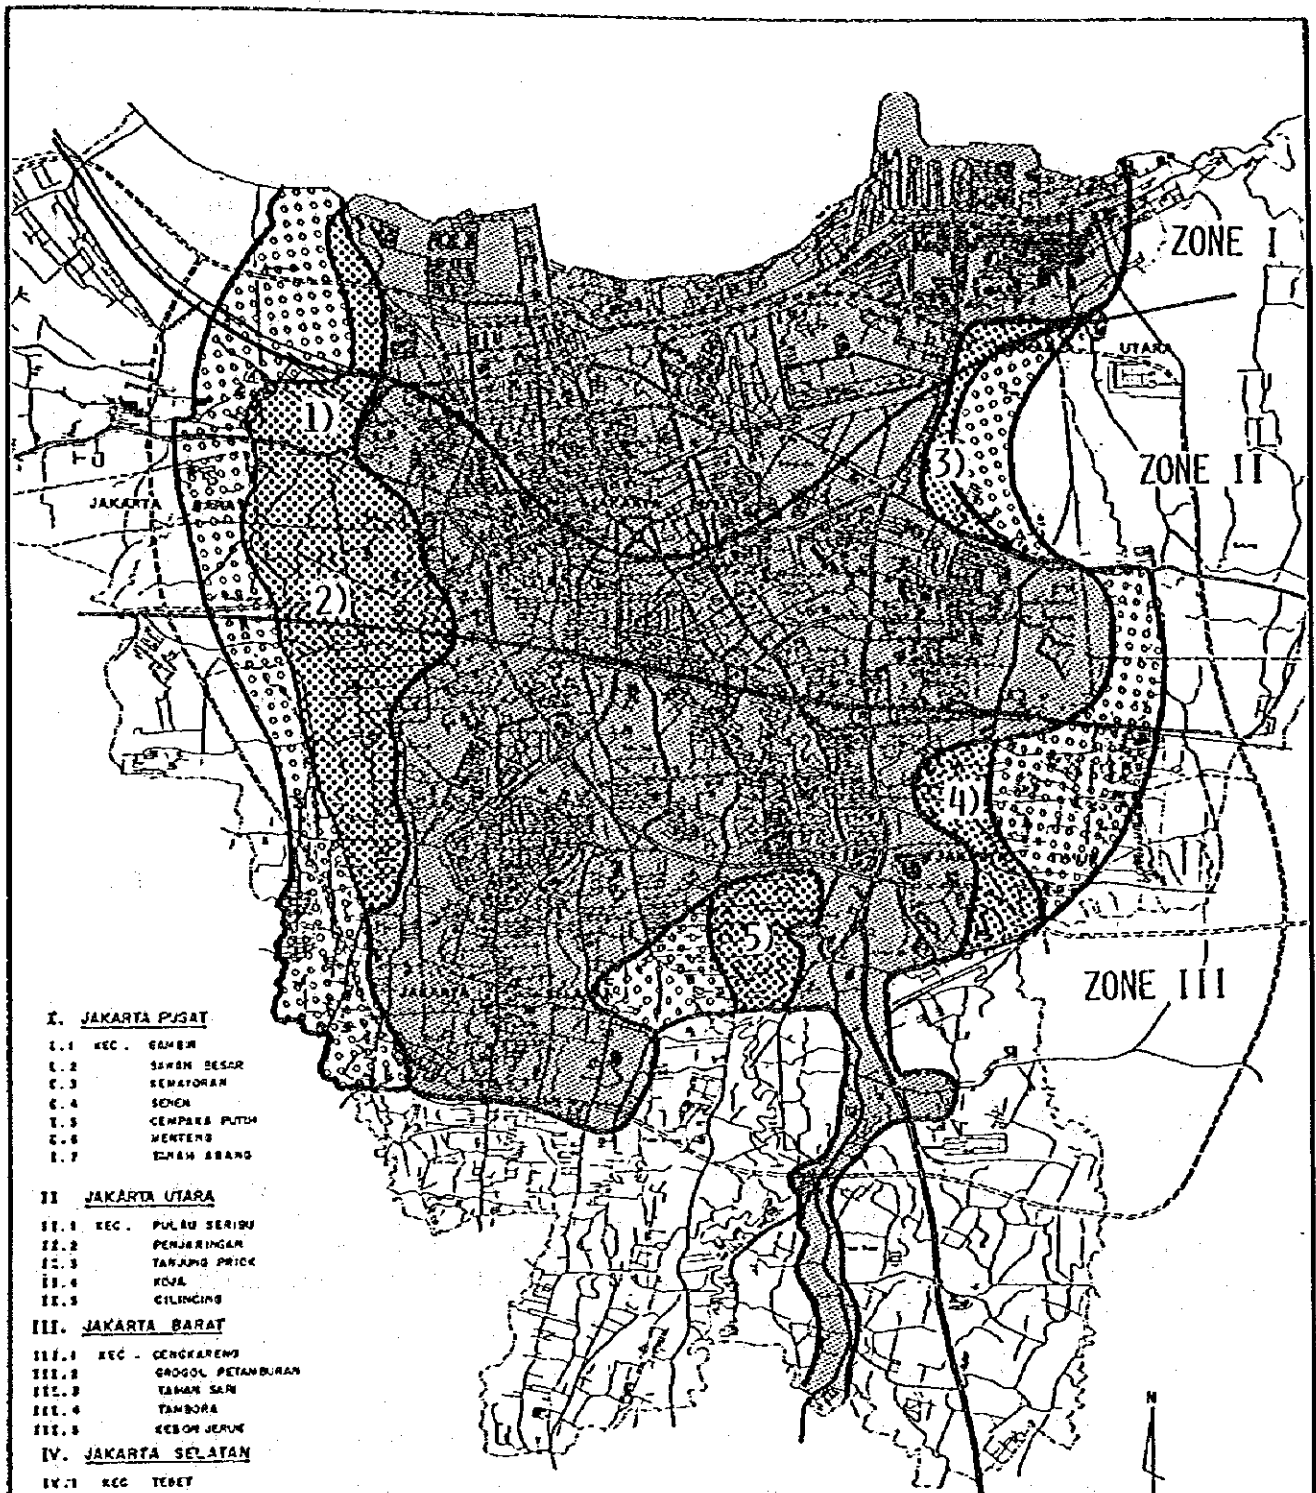 ZONE I
UTARA
1)
3)
ZONE II
JAKARTA
2)
4)
5)
ZONE III
JAKARTA
I. JAKARTA PUSAT
I.1 KEC. GAMBIR
I.2 SAWAH BESAR
I.3 KEMAYORAN
I.4 SENEN
I.5 CEMPAKA PUTIH
I.6 MENTENG
I.7 TANAH ABANG
II JAKARTA UTARA
II.1 KEC. PULAU SERIBU
II.2 PENJARINGAN
II.3 TANJUNG PRIOK
II.4 KOJA
II.5 CILINCING
III. JAKARTA BARAT
III.1 KEC - CENGKARENG
III.2 GROGOL PETAMBURAN
III.3 TAMAN SARI
III.4 TAMBORA
III.5 KEBON JERUK
IV. JAKARTA SELATAN
IV.1 KEC TEBET
N